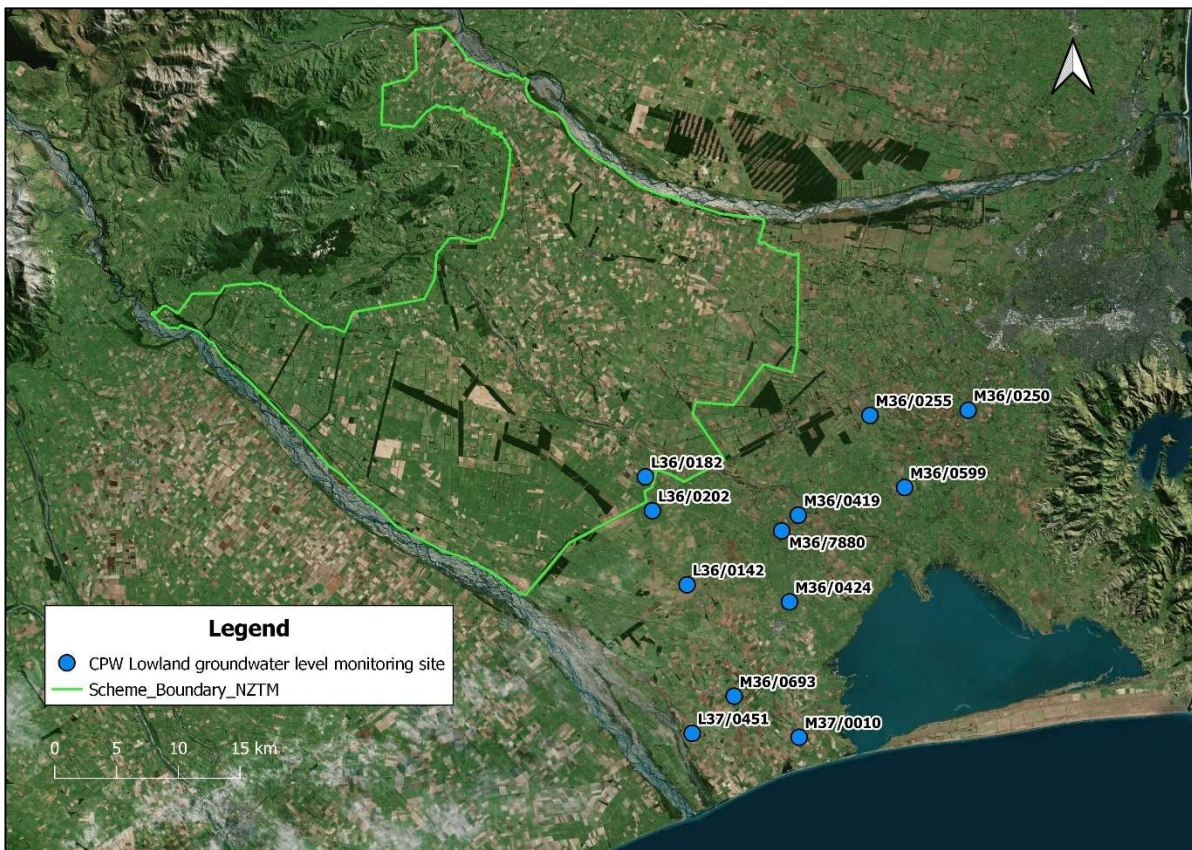 M36/0255
M36/0250
L36/0182
M36/0599
L36/0202
M36/0419
M36/7880
L36/0142
M36/0424
M36/0693
L37/0451
M37/0010
Legend
CPW Lowland groundwater level monitoring site
Scheme_Boundary_NZTM
0 5 10 15 km